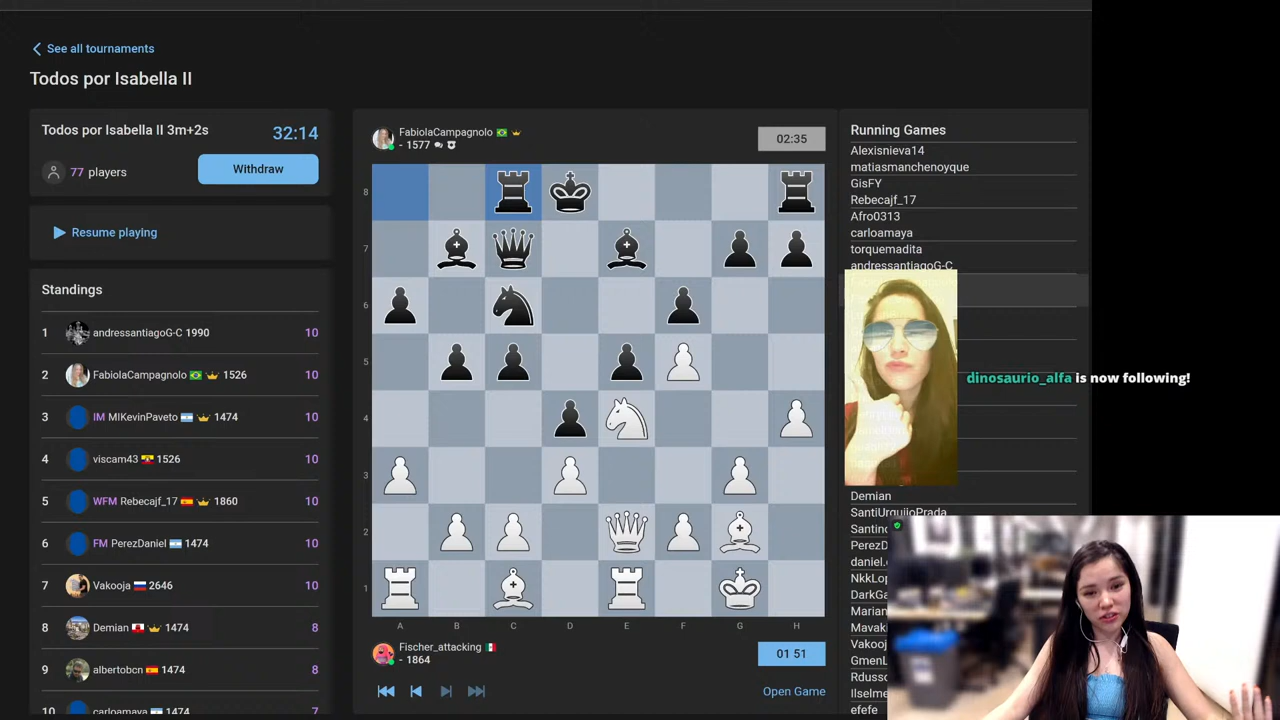 See all tournaments
Todos por Isabella II
Todos por Isabella II 3m+2s
32:14
77 players
Withdraw
Resume playing
Standings
1 andressantiagoG-C 1990 10
2 FabiolaCampagnolo 1526 10
3 IM MIKevinPaveto 1474 10
4 viscam43 1526 10
5 WFM Rebecajf_17 1860 10
6 FM PerezDaniel 1474 10
7 Vakooja 2646 10
8 Demian 1474 8
9 albertobcn 1474 8
10 carloamaya 1474 7
FabiolaCampagnolo
- 1577
02:35
8
7
6
5
4
3
2
1
A B C D E F G H
Fischer_attacking
- 1864
01 51
Open Game
Running Games
Alexisnieva14
matiasmanchenoyque
GisFY
Rebecajf_17
Afro0313
carloamaya
torquemadita
andressantiagoG-C
dinosaurio_alfa is now following!
Demian
SantiUrquijoPrada